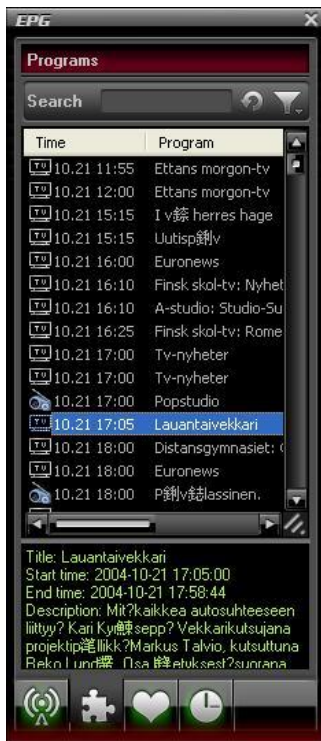 EPG
Programs
Search
Time Program
10.21 11:55 Ettans morgon-tv
10.21 12:00 Ettans morgon-tv
10.21 15:15 I v鋝 herres hage
10.21 15:15 Uutisp鋓v
10.21 16:00 Euronews
10.21 16:10 Finsk skol-tv: Nyhet
10.21 16:10 A-studio: Studio-Su
10.21 16:25 Finsk skol-tv: Rome
10.21 17:00 Tv-nyheter
10.21 17:00 Tv-nyheter
10.21 17:00 Popstudio
10.21 17:05 Lauantaivekkari
10.21 18:00 Distansgymnasiet:
10.21 18:00 Euronews
10.21 18:00 P鋓v鋕lassinen.
Title: Lauantaivekkari
Start time: 2004-10-21 17:05:00
End time: 2004-10-21 17:58:44
Description: Mit?kaikkea autosuhteeseen
liittyy? Kari Ky鰏sepp? Vekkarikutsujana
projektip滗llikk?Markus Talvio, kutsuttuna
Reko Lund